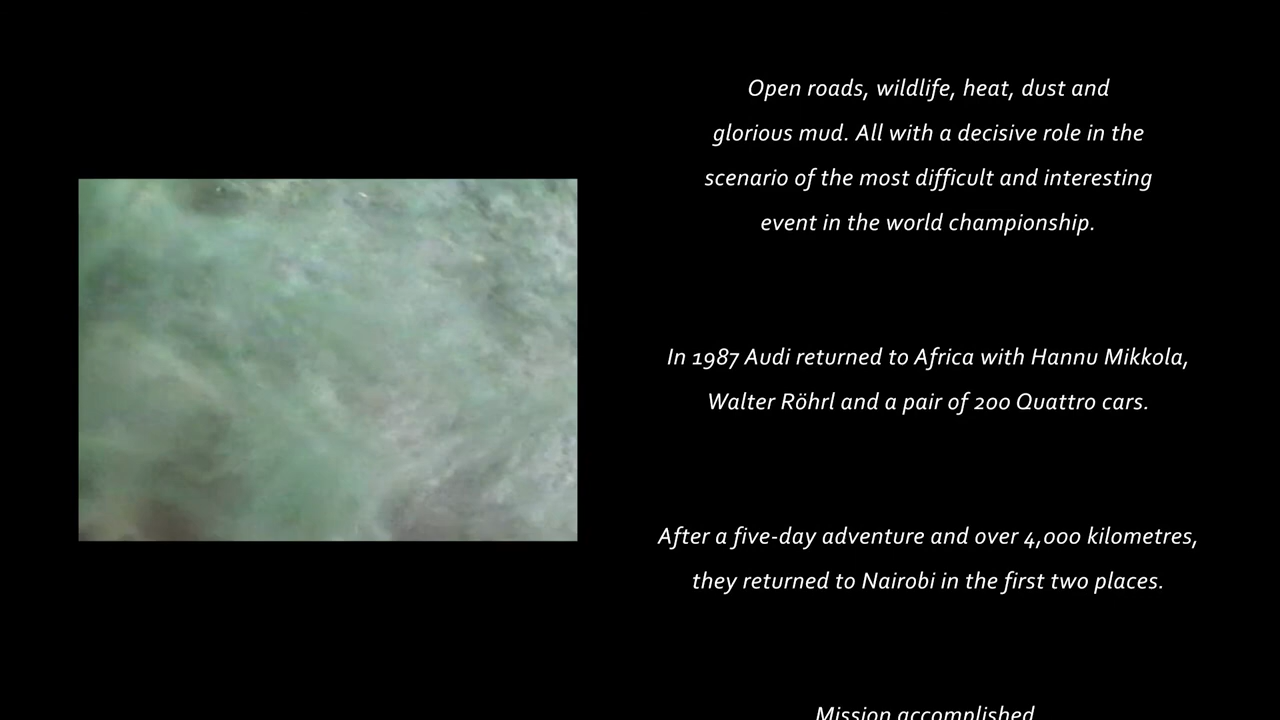 Open roads, wildlife, heat, dust and
glorious mud. All with a decisive role in the
scenario of the most difficult and interesting
event in the world championship.
In 1987 Audi returned to Africa with Hannu Mikkola,
Walter Röhrl and a pair of 200 Quattro cars.
After a five-day adventure and over 4,000 kilometres,
they returned to Nairobi in the first two places.
Mission accomplished